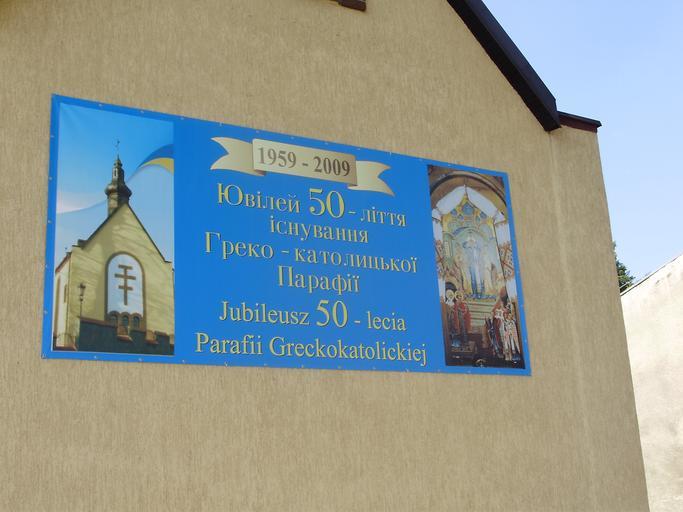 1959 - 2009
Ювілей 50 - ліття
існування
Греко - католицької
Парафії
Jubileusz 50 - lecia
Parafii Greckokatolickiej